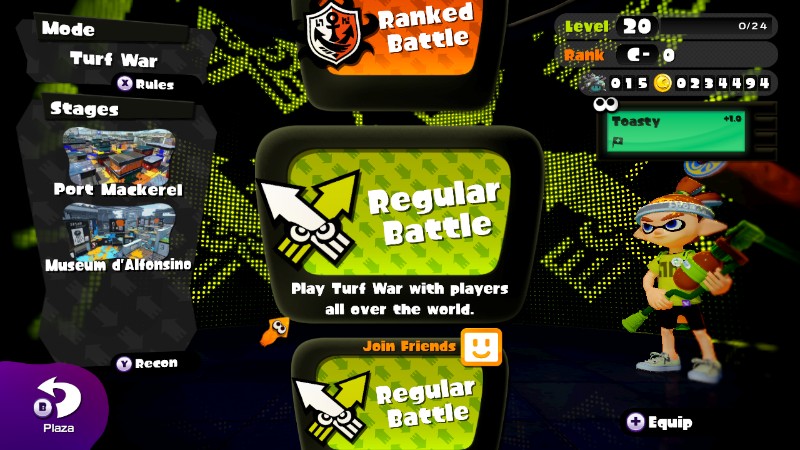 Mode
Turf War
X Rules
Stages
Port Mackerel
Museum d'Alfonsino
Y Recon
B
Plaza
Ranked
Battle
Regular
Battle
Play Turf War with players
all over the world.
Join Friends
Regular
Battle
Level 20 0/24
Rank C- 0
015 0234494
Toasty +1.0
+ Equip